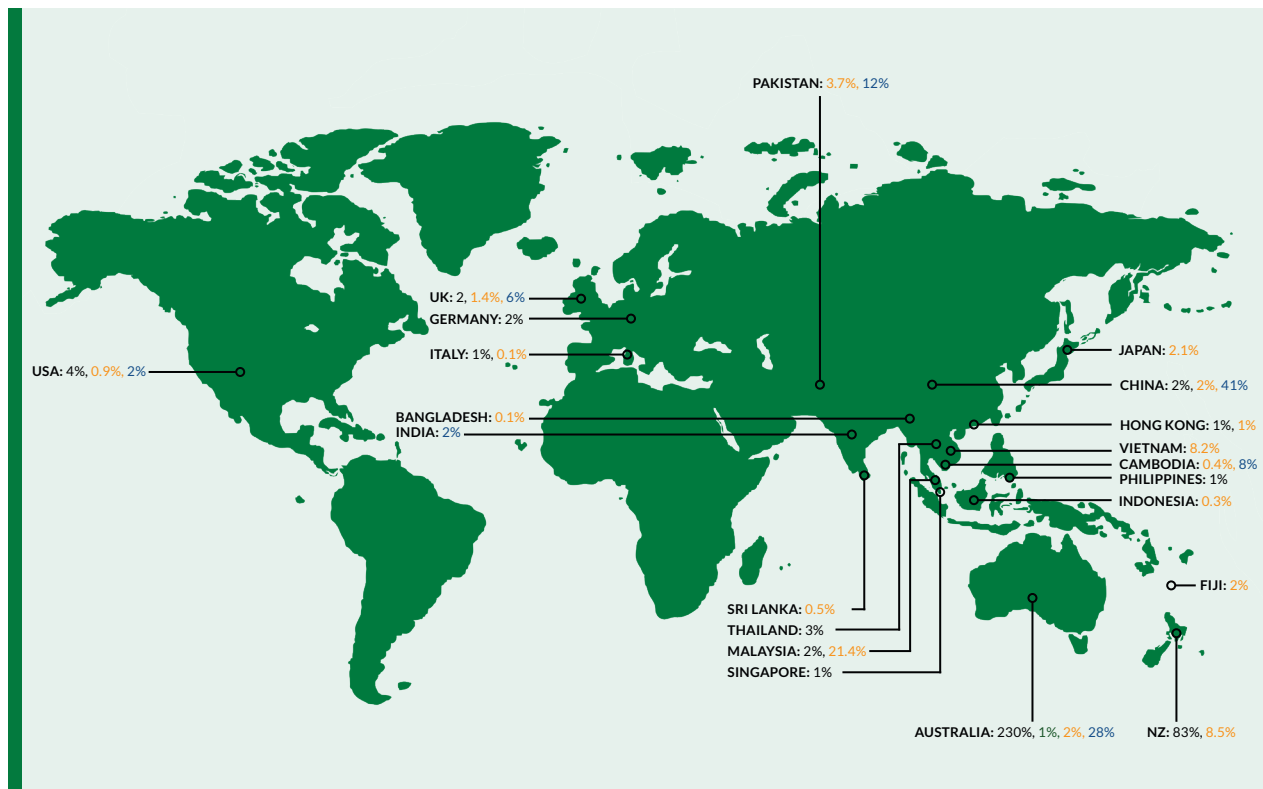 PAKISTAN: 3.7%, 12%
UK: 2, 1.4%, 6%
GERMANY: 2%
ITALY: 1%, 0.1%
JAPAN: 2.1%
USA: 4%, 0.9%, 2%
CHINA: 2%, 2%, 41%
BANGLADESH: 0.1%
INDIA: 2%
HONG KONG: 1%, 1%
VIETNAM: 8.2%
CAMBODIA: 0.4%, 8%
PHILIPPINES: 1%
INDONESIA: 0.3%
FIJI: 2%
SRI LANKA: 0.5%
THAILAND: 3%
MALAYSIA: 2%, 21.4%
SINGAPORE: 1%
AUSTRALIA: 230%, 1%, 2%, 28%
NZ: 83%, 8.5%